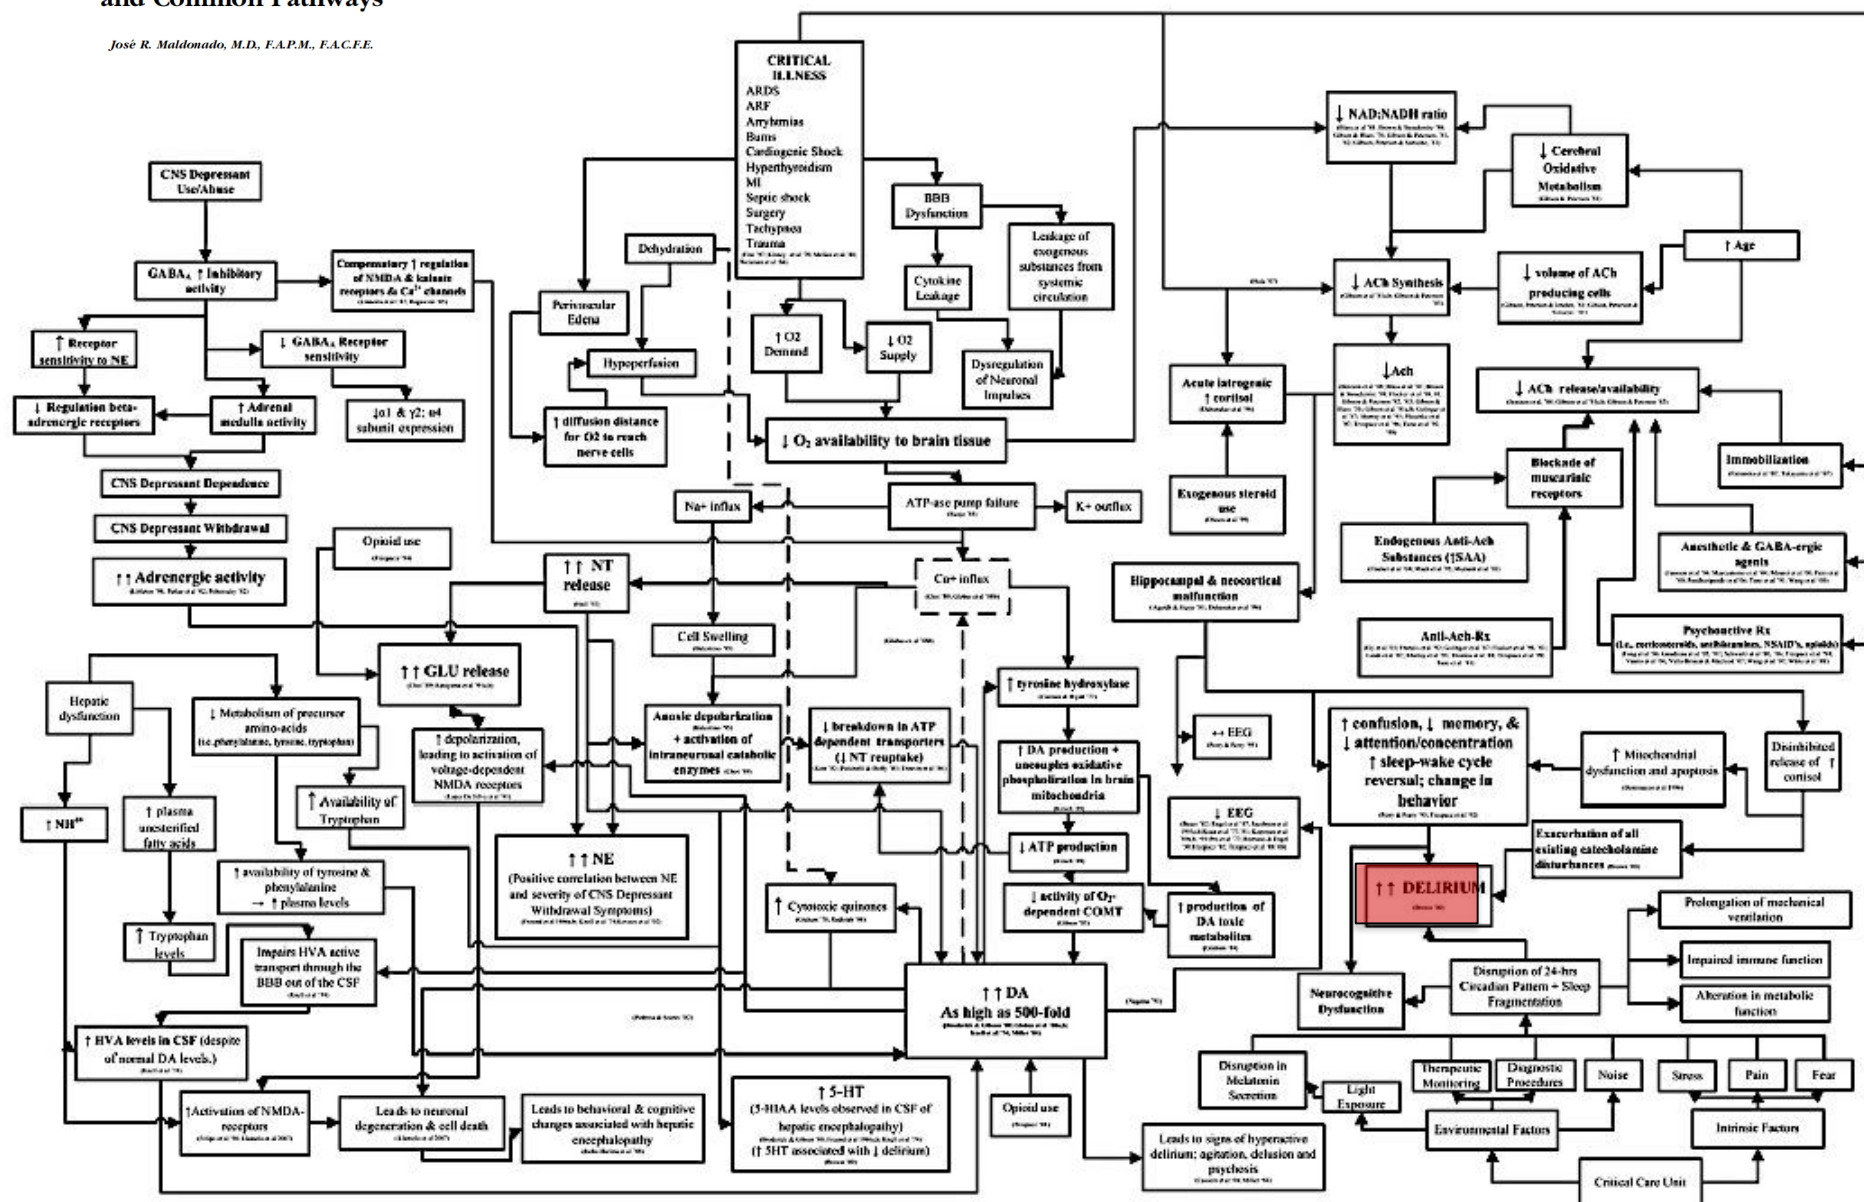 and Common Pathways
José R. Maldonado, M.D., F.A.P.M., F.A.C.F.E.
CRITICAL
ILLNESS
ARDS
ARF
Arryhmias
Burns
Cardiogenic Shock
Hyperthyroidism
MI
Septic shock
Surgery
Tachypnea
Trauma
CNS Depressant
Use/Abuse
GABAA ↑ Inhibitory
activity
Compensatory ↑ regulation
of NMDA & kainate
receptors & Ca2+ channels
↑ Receptor
sensitivity to NE
↓ GABAA Receptor
sensitivity
↓ Regulation beta-
adrenergic receptors
↑ Adrenal
medulla activity
↓α1 & γ2; α4
subunit expression
CNS Depressant Dependence
CNS Depressant Withdrawal
↑↑ Adrenergic activity
Opioid use
Dehydration
Perivascular
Edena
Hypoperfusion
↑ diffusion distance
for O2 to reach
nerve cells
↑ O2
Demand
↓ O2
Supply
BBB
Dysfunction
Cytokine
Leakage
Leakage of
exogenous
substances from
systemic
circulation
Dysregulation
of Neuronal
Impulses
↓ O2 availability to brain tissue
Na+ influx
ATP-ase pump failure
K+ outflux
↑↑ NT
release
Ca+ influx
Cell Swelling
↑↑ GLU release
↑ tyrosine hydroxylase
↓ NAD:NADH ratio
↓ Cerebral
Oxidative
Metabolism
↑ Age
↓ ACh Synthesis
↓ volume of ACh
producing cells
↓Ach
Acute iatrogenic
↑ cortisol
Exogenous steroid
use
↓ ACh release/availability
Blockade of
muscarinic
receptors
Immobilization
Endogenous Anti-Ach
Substances (↑SAA)
Anesthetic & GABA-ergic
agents
Anti-Ach-Rx
Psychoactive Rx
(i.e., corticosteroids, antihistamines, NSAID's, opioids)
Hippocampal & neocortical
malfunction
Hepatic
dysfunction
↓ Metabolism of precursor
amino-acids
(i.e., phenylalanine, tyrosine, tryptophan)
↑ depolarization,
leading to activation of
voltage-dependent
NMDA receptors
Anoxic depolarization
+ activation of
intraneuronal catabolic
enzymes
↓ breakdown in ATP
dependent transporters
(↓ NT reuptake)
↑ DA production +
uncouples oxidative
phospholiration in brain
mitochondria
↔ EEG
↓ EEG
↑ confusion, ↓ memory, &
↓ attention/concentration
↑ sleep-wake cycle
reversal; change in
behavior
↑ Mitochondrial
dysfunction and apoptosis
Disinhibited
release of ↑
cortisol
Exacerbation of all
existing catecholamine
disturbances
↑ NH4+
↑ plasma
unesterified
fatty acids
↑ Availability of
Tryptophan
↑ availability of tyrosine &
phenylalanine
→ ↑ plasma levels
↑↑ NE
(Positive correlation between NE
and severity of CNS Depressant
Withdrawal Symptoms)
↓ ATP production
↑ Cytotoxic quinones
↓ activity of O2-
dependent COMT
↑ production of
DA toxic
metabolites
↑↑ DELIRIUM
Prolongation of mechanical
ventilation
Impaired immune function
Alteration in metabolic
function
↑ Tryptophan
levels
Impairs HVA active
transport through the
BBB out of the CSF
↑↑ DA
As high as 500-fold
Neurocognitive
Dysfunction
Disruption of 24-hrs
Circadian Pattern + Sleep
Fragmentation
↑ HVA levels in CSF (despite
of normal DA levels.)
↑Activation of NMDA-
receptors
Leads to neuronal
degeneration & cell death
Leads to behavioral & cognitive
changes associated with hepatic
encephalopathy
↑ 5-HT
(5-HIAA levels observed in CSF of
hepatic encephalopathy)
(↑ 5HT associated with ↓ delirium)
Opioid use
Leads to signs of hyperactive
delirium; agitation, delusion and
psychosis
Disruption in
Melatonin
Secretion
Light
Exposure
Therapeutic
Monitoring
Diagnostic
Procedures
Noise
Stress
Pain
Fear
Environmental Factors
Intrinsic Factors
Critical Care Unit